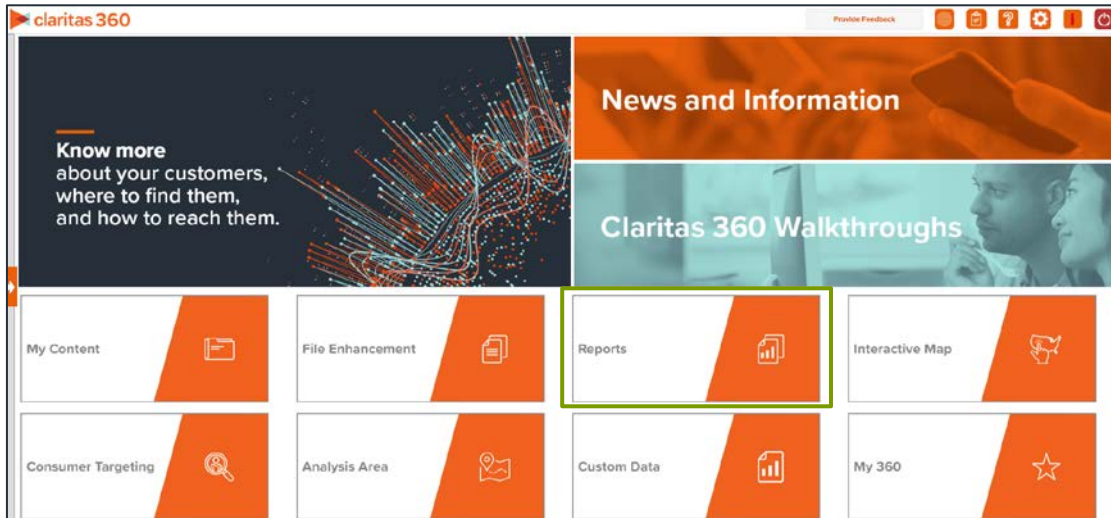 claritas 360
Provide Feedback
Know more
about your customers,
where to find them,
and how to reach them.
News and Information
Claritas 360 Walkthroughs
My Content
File Enhancement
Reports
Interactive Map
Consumer Targeting
Analysis Area
Custom Data
My 360